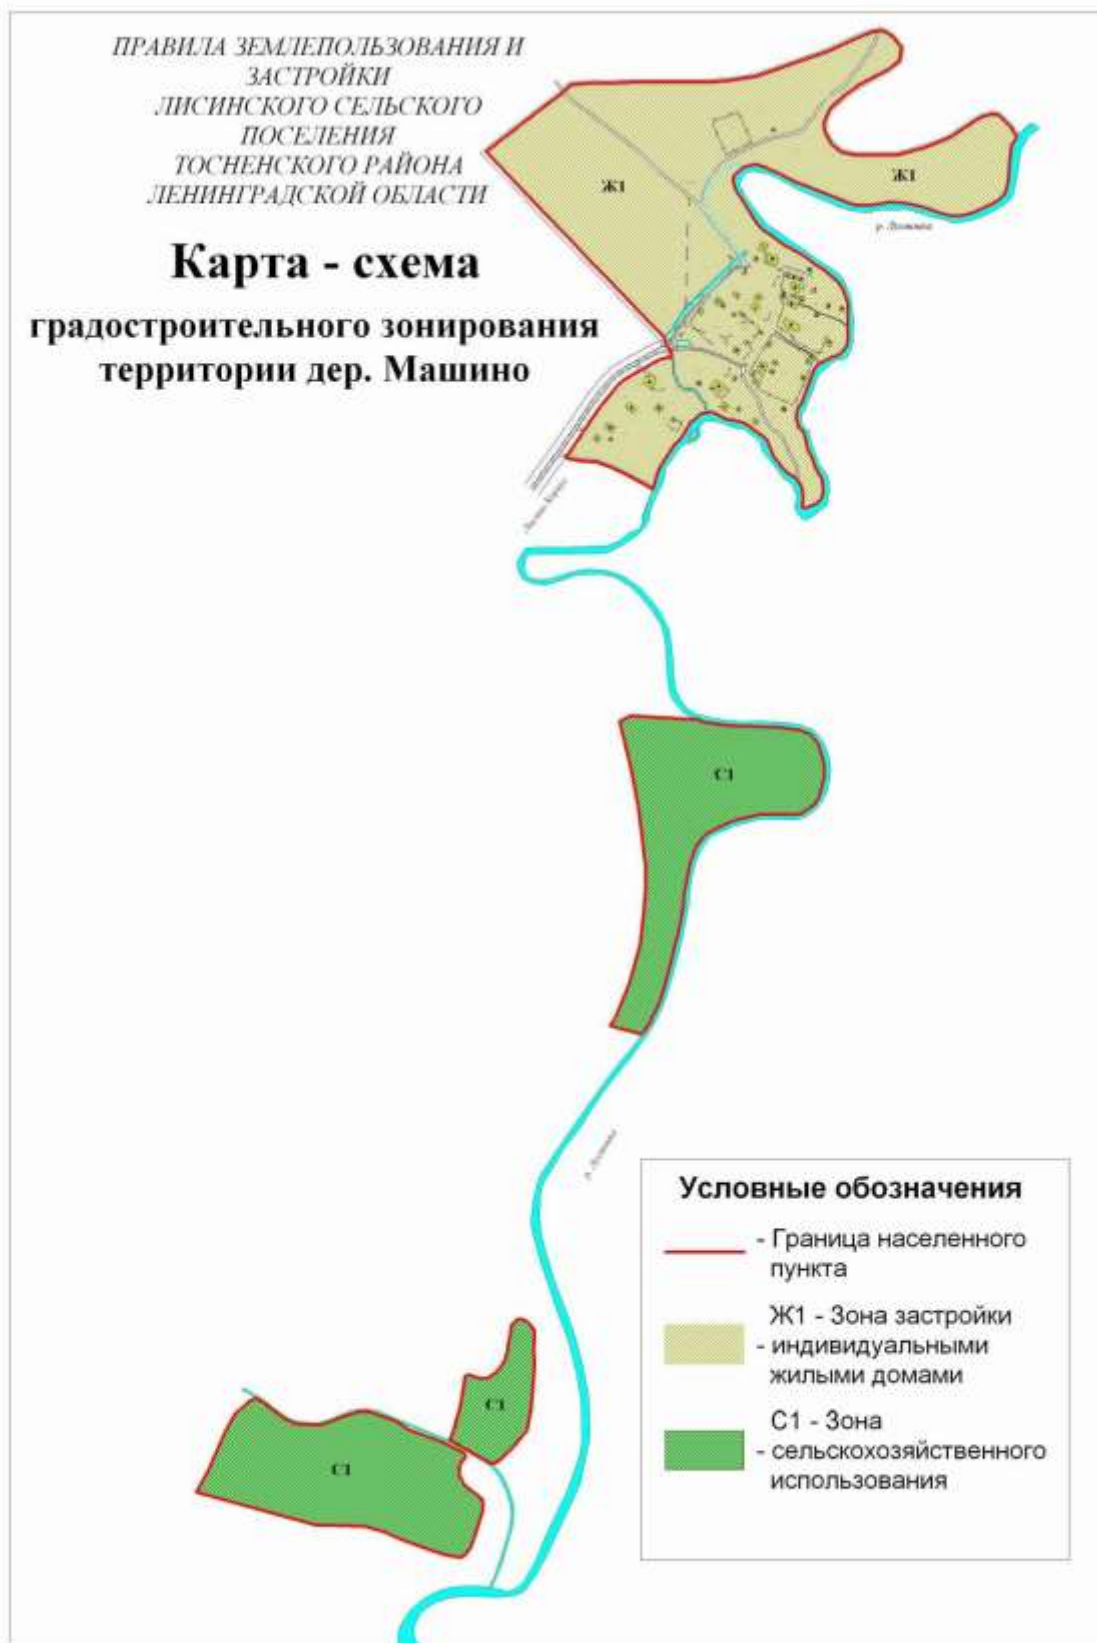 ПРАВИЛА ЗЕМЛЕПОЛЬЗОВАНИЯ И
ЗАСТРОЙКИ
ЛИСИНСКОГО СЕЛЬСКОГО
ПОСЕЛЕНИЯ
ТОСНЕНСКОГО РАЙОНА
ЛЕНИНГРАДСКОЙ ОБЛАСТИ
Карта - схема
градостроительного зонирования
территории дер. Машино
Ж1
Ж1
р.
С1
р.
С1
С1
Условные обозначения
- Граница населенного
пункта
Ж1 - Зона застройки
- индивидуальными
жилыми домами
С1 - Зона
- сельскохозяйственного
использования